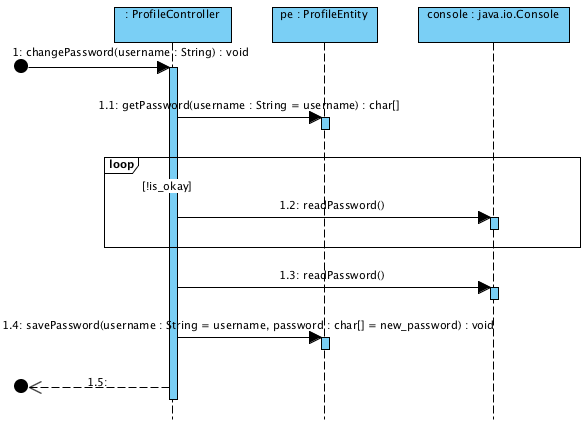 : ProfileController
pe : ProfileEntity
console : java.io.Console
1: changePassword(username : String) : void
1.1: getPassword(username : String = username) : char[]
loop
[!is_okay]
1.2: readPassword()
1.3: readPassword()
1.4: savePassword(username : String = username, password : char[] = new_password) : void
1.5: